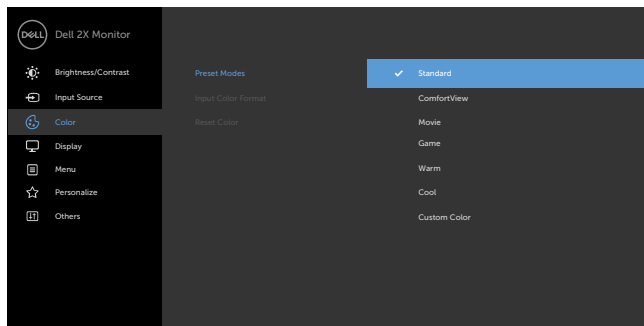 DELL
Dell 2X Monitor
Brightness/Contrast
Input Source
Color
Display
Menu
Personalize
Others
Preset Modes
Input Color Format
Reset Color
Standard
ComfortView
Movie
Game
Warm
Cool
Custom Color